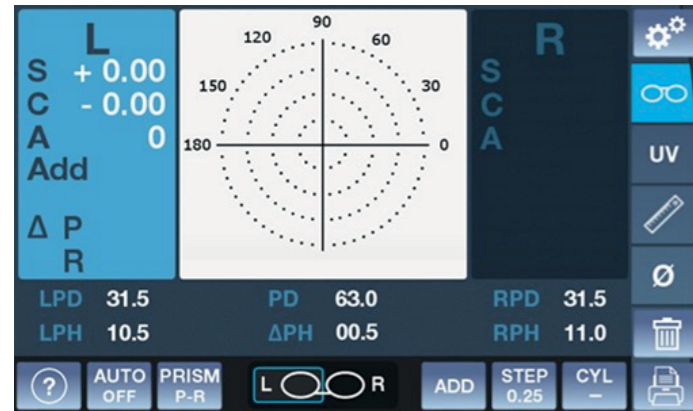 L
S + 0.00
C - 0.00
A 0
Add
Δ P
R
90
120 60
150 30
180 0
R
S
C
A
UV
Ø
LPD 31.5 PD 63.0 RPD 31.5
LPH 10.5 ΔPH 00.5 RPH 11.0
? AUTO OFF PRISM P-R L R ADD STEP 0.25 CYL –